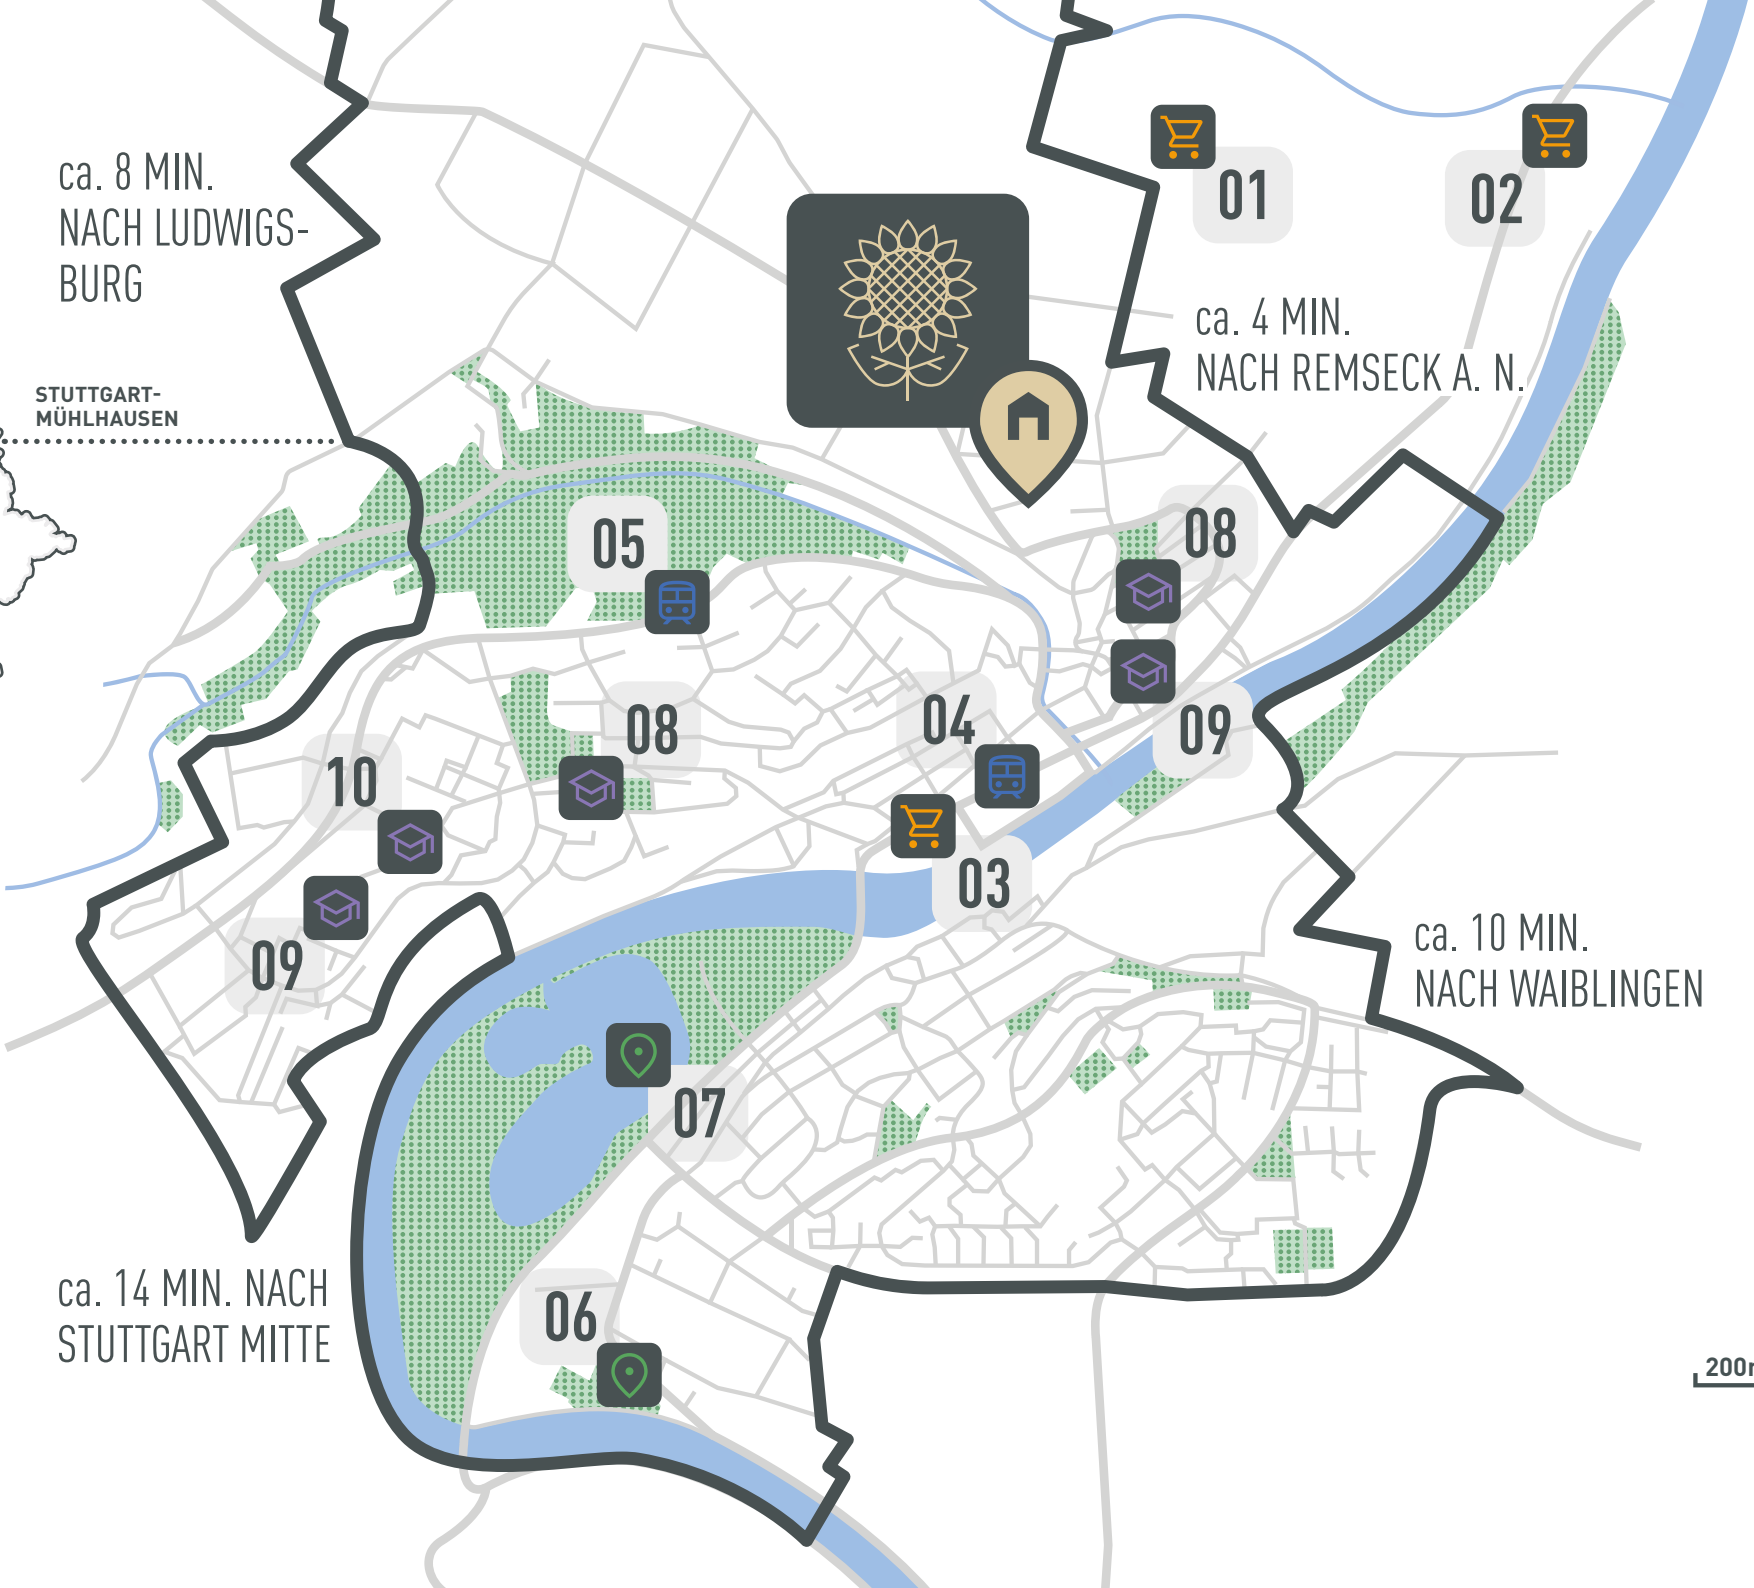 ca. 8 MIN.
NACH LUDWIGS-
BURG
STUTTGART-
MÜHLHAUSEN
01
02
ca. 4 MIN.
NACH REMSECK A. N.
05
08
08
04
09
10
03
09
ca. 10 MIN.
NACH WAIBLINGEN
07
ca. 14 MIN. NACH
STUTTGART MITTE
06
200m